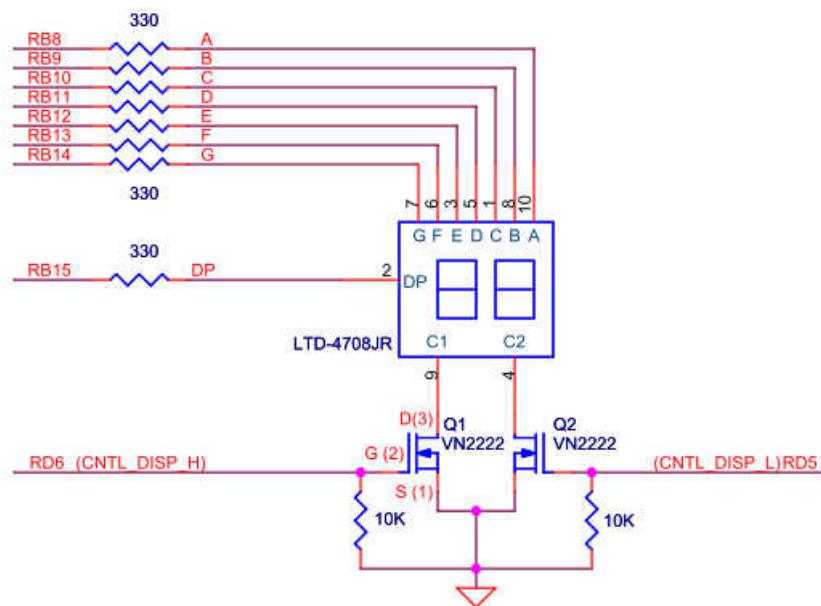 330
RB8 A
RB9 B
RB10 C
RB11 D
RB12 E
RB13 F
RB14 G
330
7 6 3 5 1 8 10
G F E D C B A
330
RB15 DP 2 DP
LTD-4708JR C1 C2
9 4
D(3) Q1 Q2
VN2222 VN2222
G (2)
RD6 (CNTL_DISP_H) (CNTL_DISP_L)RD5
S (1)
10K 10K